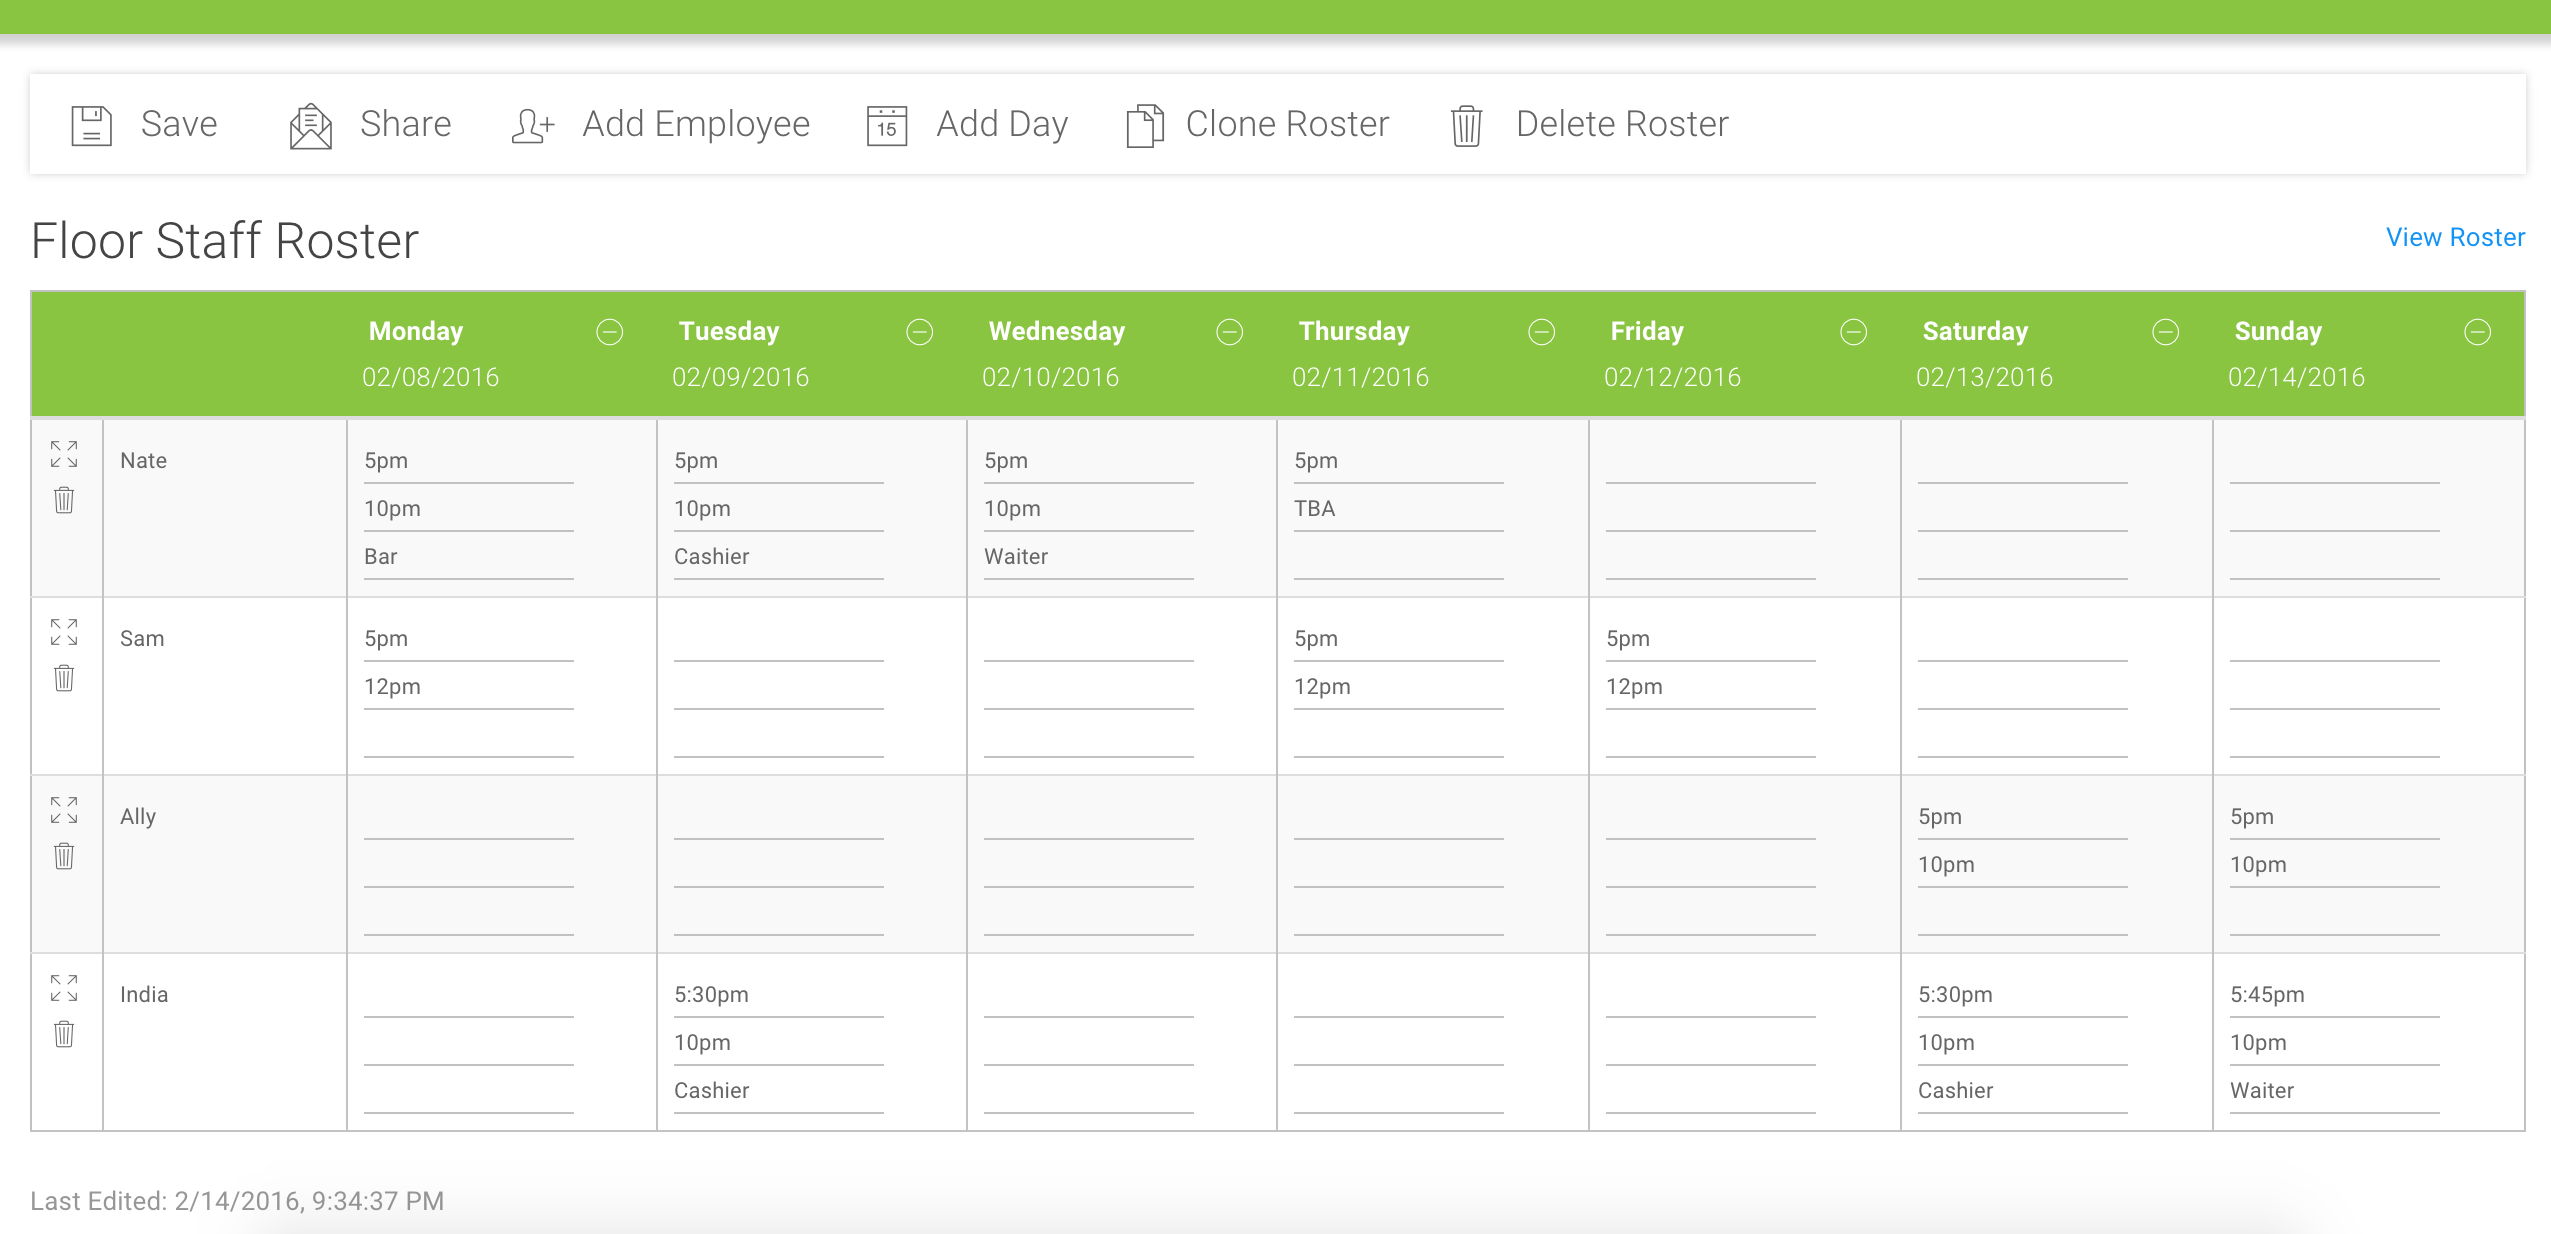 Save Share Add Employee 15 Add Day Clone Roster Delete Roster
Floor Staff Roster
View Roster
Monday Tuesday Wednesday Thursday Friday Saturday Sunday
02/08/2016 02/09/2016 02/10/2016 02/11/2016 02/12/2016 02/13/2016 02/14/2016
Nate 5pm 5pm 5pm 5pm
10pm 10pm 10pm TBA
Bar Cashier Waiter
Sam 5pm 5pm 5pm
12pm 12pm 12pm
Ally 5pm 5pm
10pm 10pm
India 5:30pm 5:30pm 5:45pm
10pm 10pm 10pm
Cashier Cashier Waiter
Last Edited: 2/14/2016, 9:34:37 PM